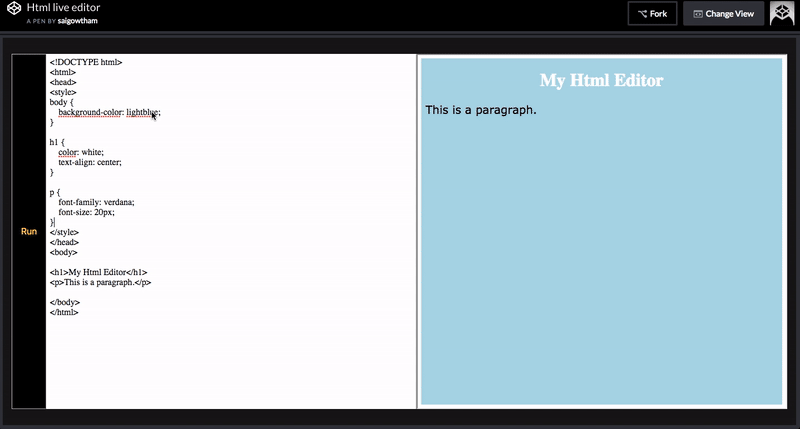 Html live editor
A PEN BY saigowtham
Fork
Change View
Run
<!DOCTYPE html>
<html>
<head>
<style>
body {
    background-color: lightblue;
}

h1 {
    color: white;
    text-align: center;
}

p {
    font-family: verdana;
    font-size: 20px;
}
</style>
</head>
<body>

<h1>My Html Editor</h1>
<p>This is a paragraph.</p>

</body>
</html>
My Html Editor
This is a paragraph.